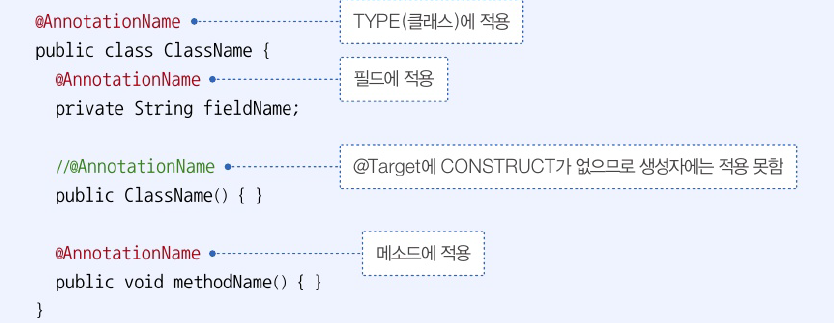 @AnnotationName TYPE(클래스)에 적용
public class ClassName {
@AnnotationName 필드에 적용
private String fieldName;
//@AnnotationName @Target에 CONSTRUCT가 없으므로 생성자에는 적용 못함
public ClassName() { }
@AnnotationName 메소드에 적용
public void methodName() { }
}